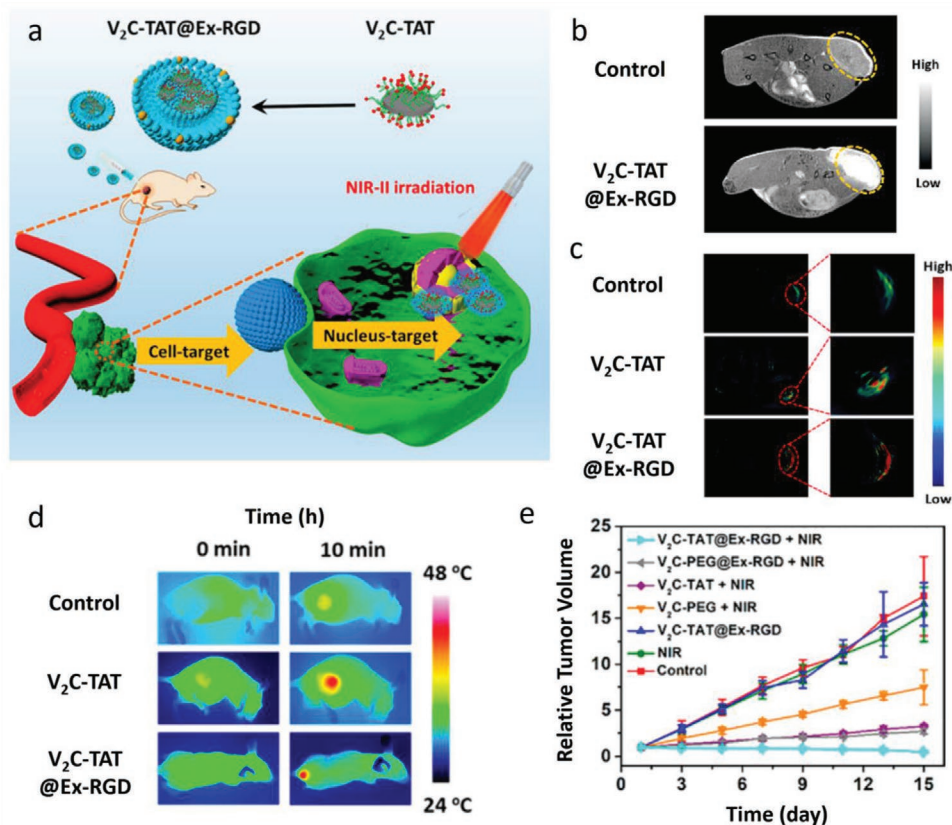 a
V₂C-TAT@Ex-RGD
V₂C-TAT
NIR-II irradiation
Cell-target
Nucleus-target
b
Control
V₂C-TAT
@Ex-RGD
High
Low
c
Control
V₂C-TAT
V₂C-TAT
@Ex-RGD
High
Low
d
Time (h)
0 min
10 min
Control
V₂C-TAT
V₂C-TAT
@Ex-RGD
48 °C
24 °C
e
Relative Tumor Volume
25
20
15
10
5
0
V₂C-TAT@Ex-RGD + NIR
V₂C-PEG@Ex-RGD + NIR
V₂C-TAT + NIR
V₂C-PEG + NIR
V₂C-TAT@Ex-RGD
NIR
Control
3 6 9 12 15
Time (day)